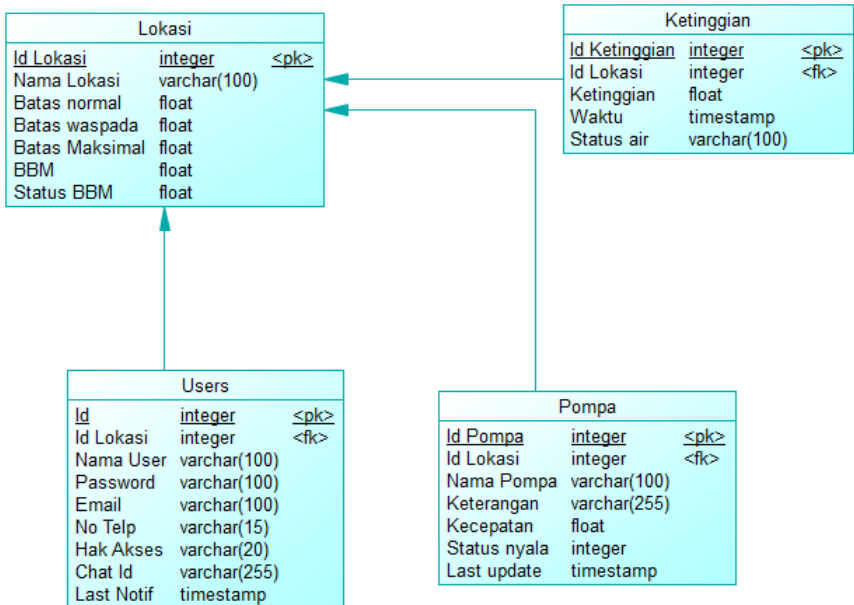 Lokasi
Id Lokasi integer <pk>
Nama Lokasi varchar(100)
Batas normal float
Batas waspada float
Batas Maksimal float
BBM float
Status BBM float
Ketinggian
Id Ketinggian integer <pk>
Id Lokasi integer <fk>
Ketinggian float
Waktu timestamp
Status air varchar(100)
Users
Id integer <pk>
Id Lokasi integer <fk>
Nama User varchar(100)
Password varchar(100)
Email varchar(100)
No Telp varchar(15)
Hak Akses varchar(20)
Chat Id varchar(255)
Last Notif timestamp
Pompa
Id Pompa integer <pk>
Id Lokasi integer <fk>
Nama Pompa varchar(100)
Keterangan varchar(255)
Kecepatan float
Status nyala integer
Last update timestamp